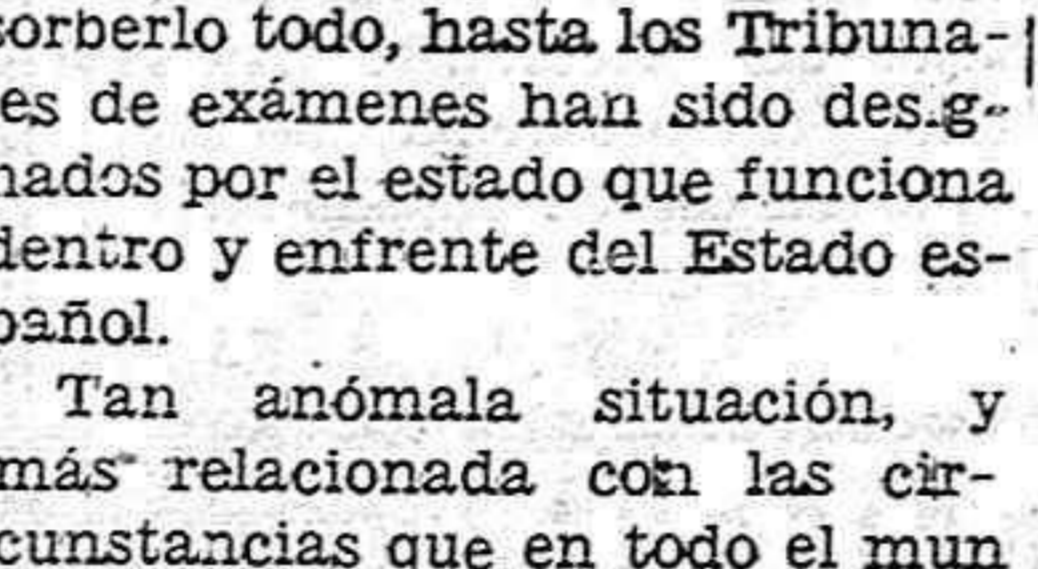 sorberlo todo, hasta los Tribuna-
es de exámenes han sido des.g-
nados por el estado que funciona
dentro y enfrente del Estado es-
pañol.
Tan anómala situación, y
más relacionada con las cir-
cunstancias que en todo el mun